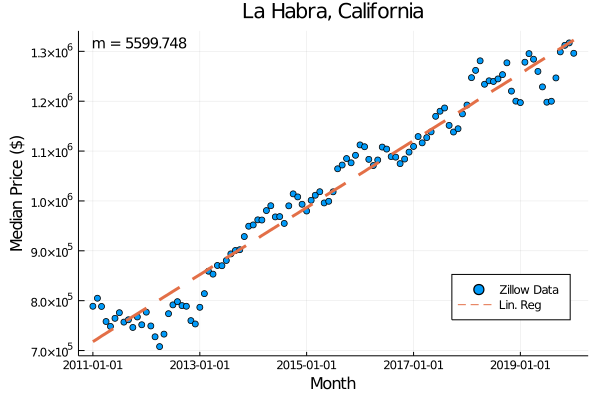 La Habra, California
m = 5599.748
1.3×10⁶
1.2×10⁶
1.1×10⁶
1.0×10⁶
9.0×10⁵
8.0×10⁵
7.0×10⁵
Median Price ($)
Zillow Data
Lin. Reg
2011-01-01 2013-01-01 2015-01-01 2017-01-01 2019-01-01
Month